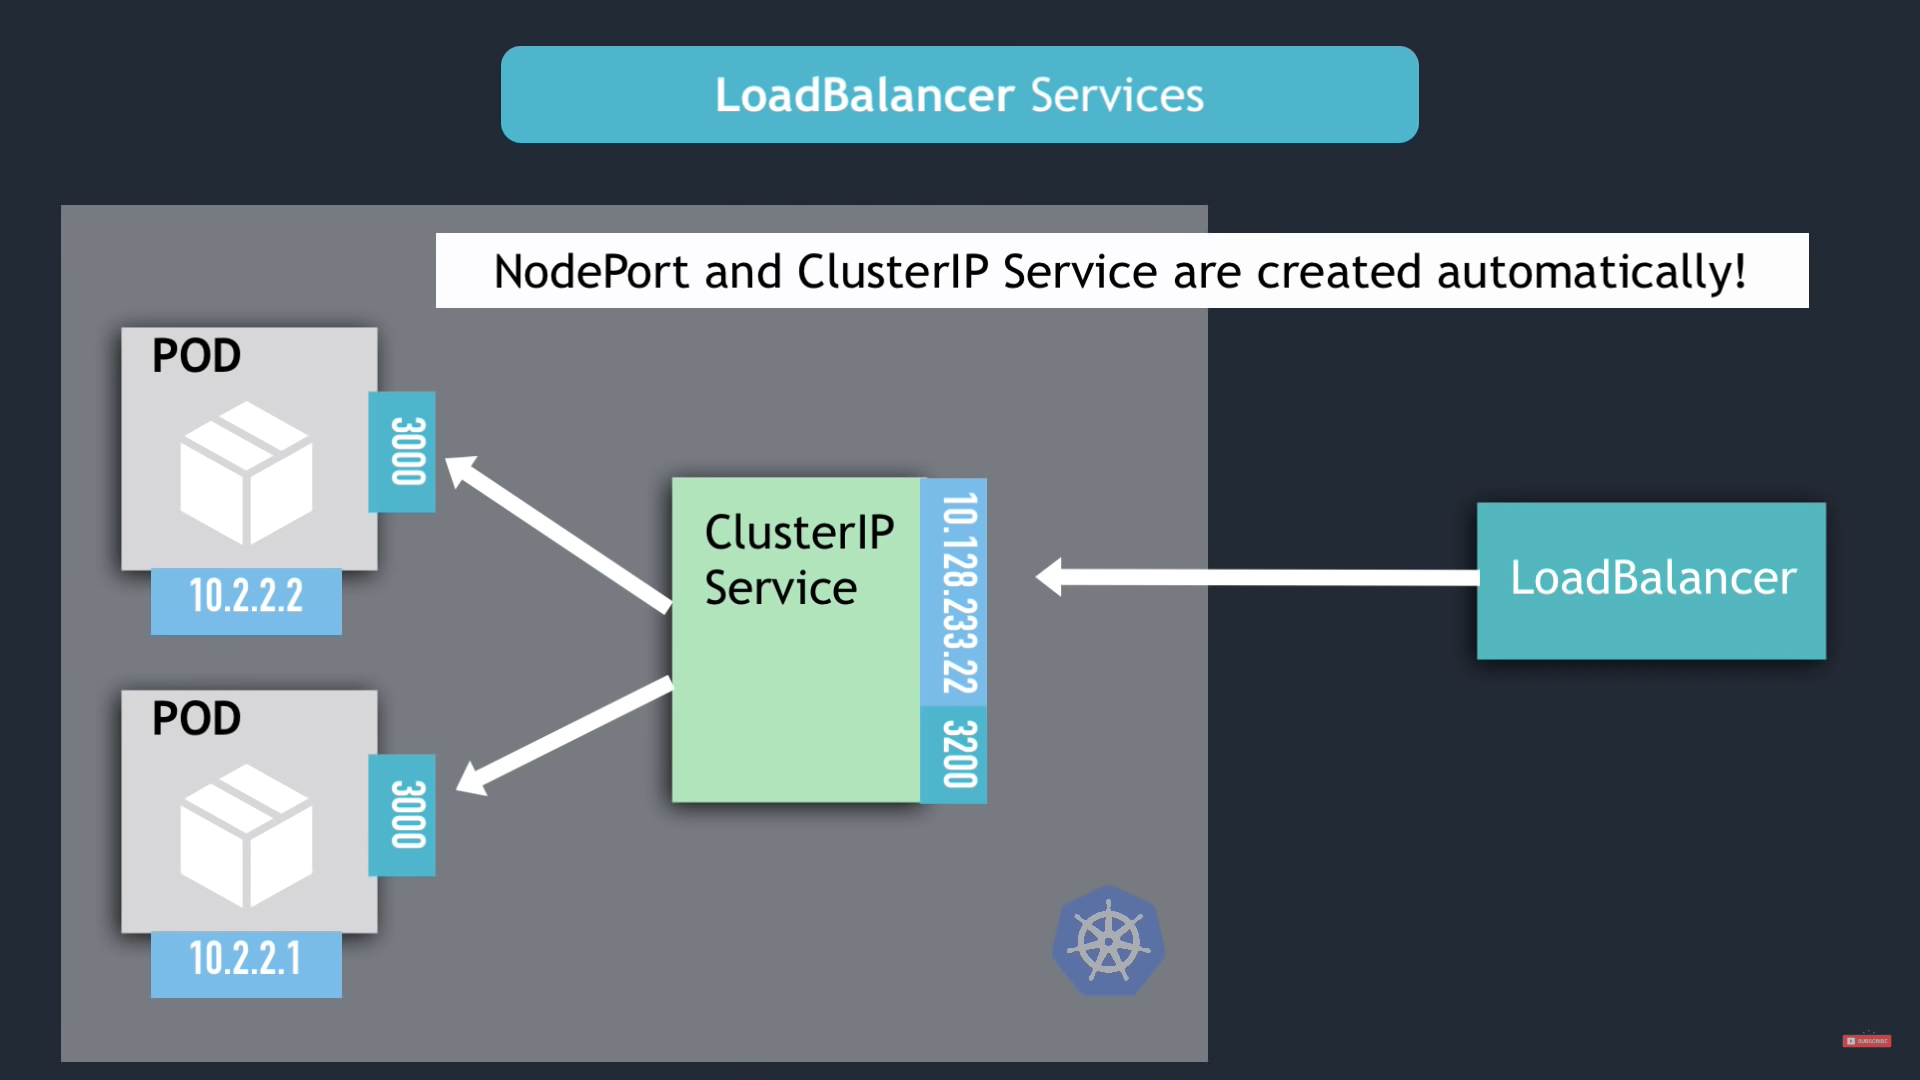 LoadBalancer Services
NodePort and ClusterIP Service are created automatically!
POD
3000
10.2.2.2
POD
3000
10.2.2.1
ClusterIP
Service
10.128.233.22
3200
LoadBalancer
SUBSCRIBE